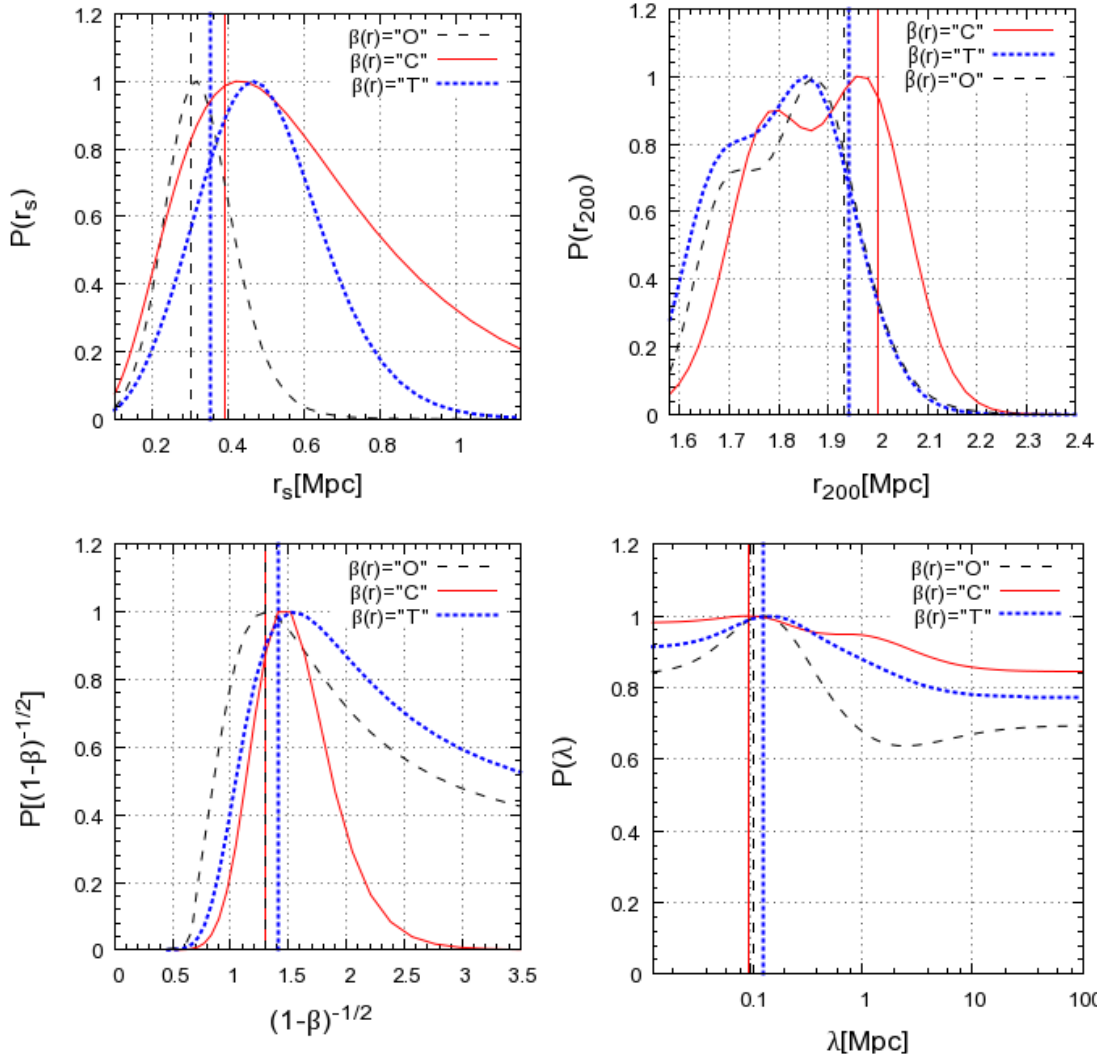 1.2
1
0.8
0.6
0.4
0.2
0
P(r_s)
β(r)="O"
β(r)="C"
β(r)="T"
0.2 0.4 0.6 0.8 1
r_s[Mpc]
1.2
1
0.8
0.6
0.4
0.2
0
P(r_200)
β(r)="C"
β(r)="T"
β(r)="O"
1.6 1.7 1.8 1.9 2 2.1 2.2 2.3 2.4
r_200[Mpc]
1.2
1
0.8
0.6
0.4
0.2
0
P[(1-β)^-1/2]
β(r)="O"
β(r)="C"
β(r)="T"
0 0.5 1 1.5 2 2.5 3 3.5
(1-β)^-1/2
1.2
1
0.8
0.6
0.4
0.2
0
P(λ)
β(r)="O"
β(r)="C"
β(r)="T"
0.1 1 10 100
λ[Mpc]